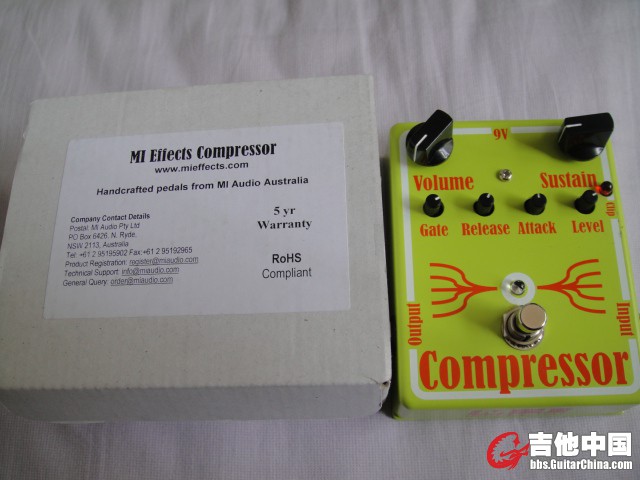 MI Effects Compressor
www.mieffects.com
Handcrafted pedals from MI Audio Australia
Company Contact Details
Postal: MI Audio Pty Ltd
PO Box 6426, N. Ryde,
NSW 2113, Australia
Tel: +61 2 95195902 Fax:+61 2 95192965
Product Registration: register@miaudio.com
Technical Support: info@miaudio.com
General Query: order@miaudio.com
5 yr
Warranty
RoHS
Compliant
9V
Volume
Sustain
Clip
Gate
Release
Attack
Level
Output
Input
Compressor
吉他中国
bbs.GuitarChina.com